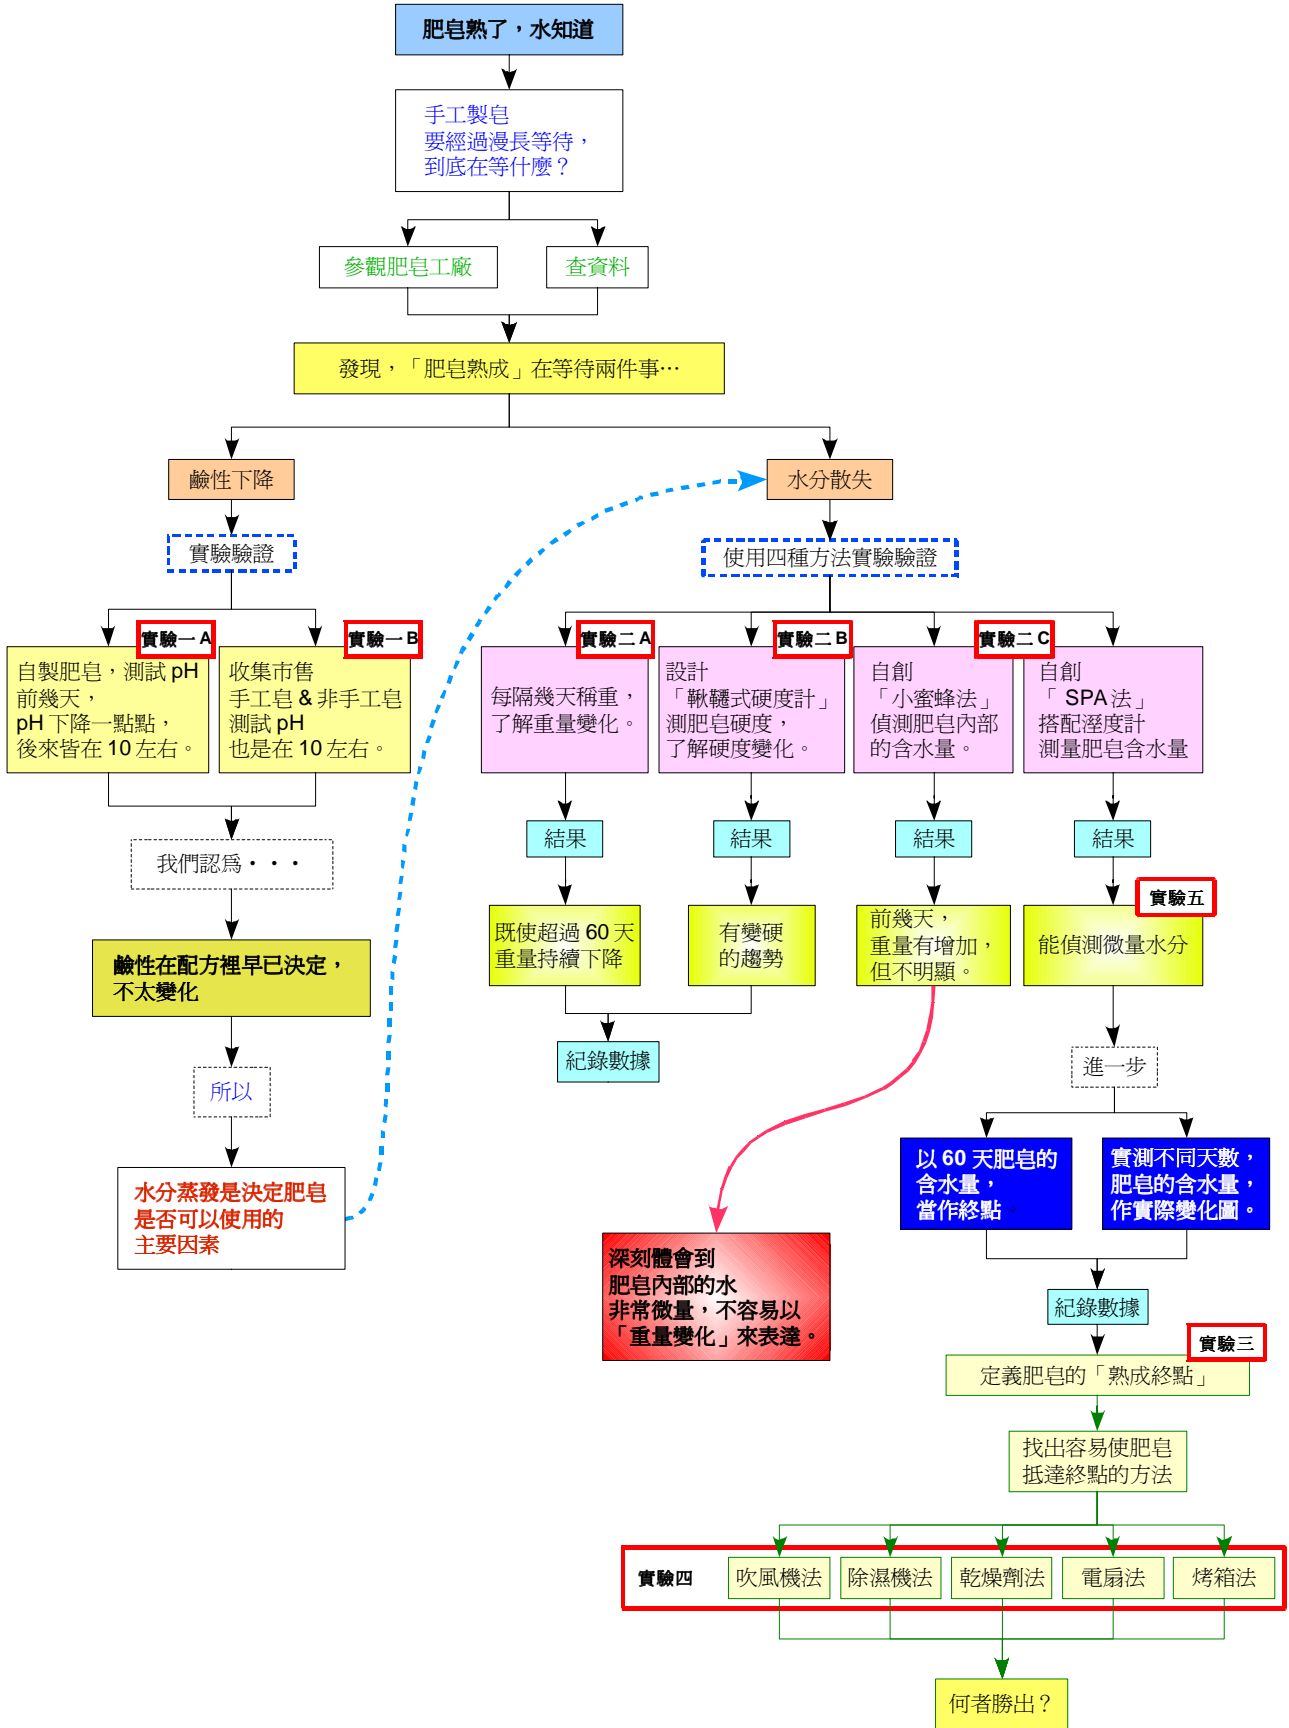 肥皂熟了，水知道
手工製皂
要經過漫長等待，
到底在等什麼？
參觀肥皂工廠
查資料
發現，「肥皂熟成」在等待兩件事…
鹼性下降
水分散失
實驗驗證
使用四種方法實驗驗證
實驗一 A
自製肥皂，測試 pH
前幾天，
pH 下降一點點，
後來皆在 10 左右。
實驗一 B
收集市售
手工皂 & 非手工皂
測試 pH
也是在 10 左右。
實驗二 A
每隔幾天稱重，
了解重量變化。
實驗二 B
設計
「鞦韆式硬度計」
測肥皂硬度，
了解硬度變化。
實驗二 C
自創
「小蜜蜂法」
偵測肥皂內部
的含水量。
自創
「 SPA 法」
搭配溼度計
測量肥皂含水量
我們認為・・・
鹼性在配方裡早已決定，
不太變化
所以
水分蒸發是決定肥皂
是否可以使用的
主要因素
結果
結果
結果
結果
既使超過 60 天
重量持續下降
有變硬
的趨勢
前幾天，
重量有增加，
但不明顯。
實驗五
能偵測微量水分
紀錄數據
進一步
深刻體會到
肥皂內部的水
非常微量，不容易以
「重量變化」來表達。
以 60 天肥皂的
含水量，
當作終點。
實測不同天數，
肥皂的含水量，
作實際變化圖。
紀錄數據
實驗三
定義肥皂的「熟成終點」
找出容易使肥皂
抵達終點的方法
實驗四
吹風機法
除濕機法
乾燥劑法
電扇法
烤箱法
何者勝出？